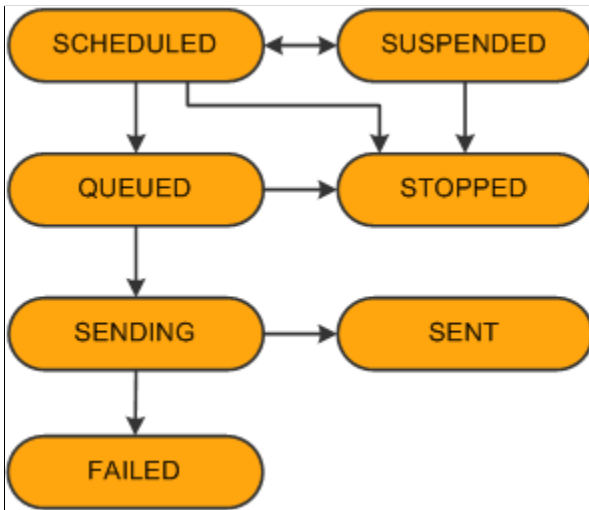 SCHEDULED
SUSPENDED
QUEUED
STOPPED
SENDING
SENT
FAILED